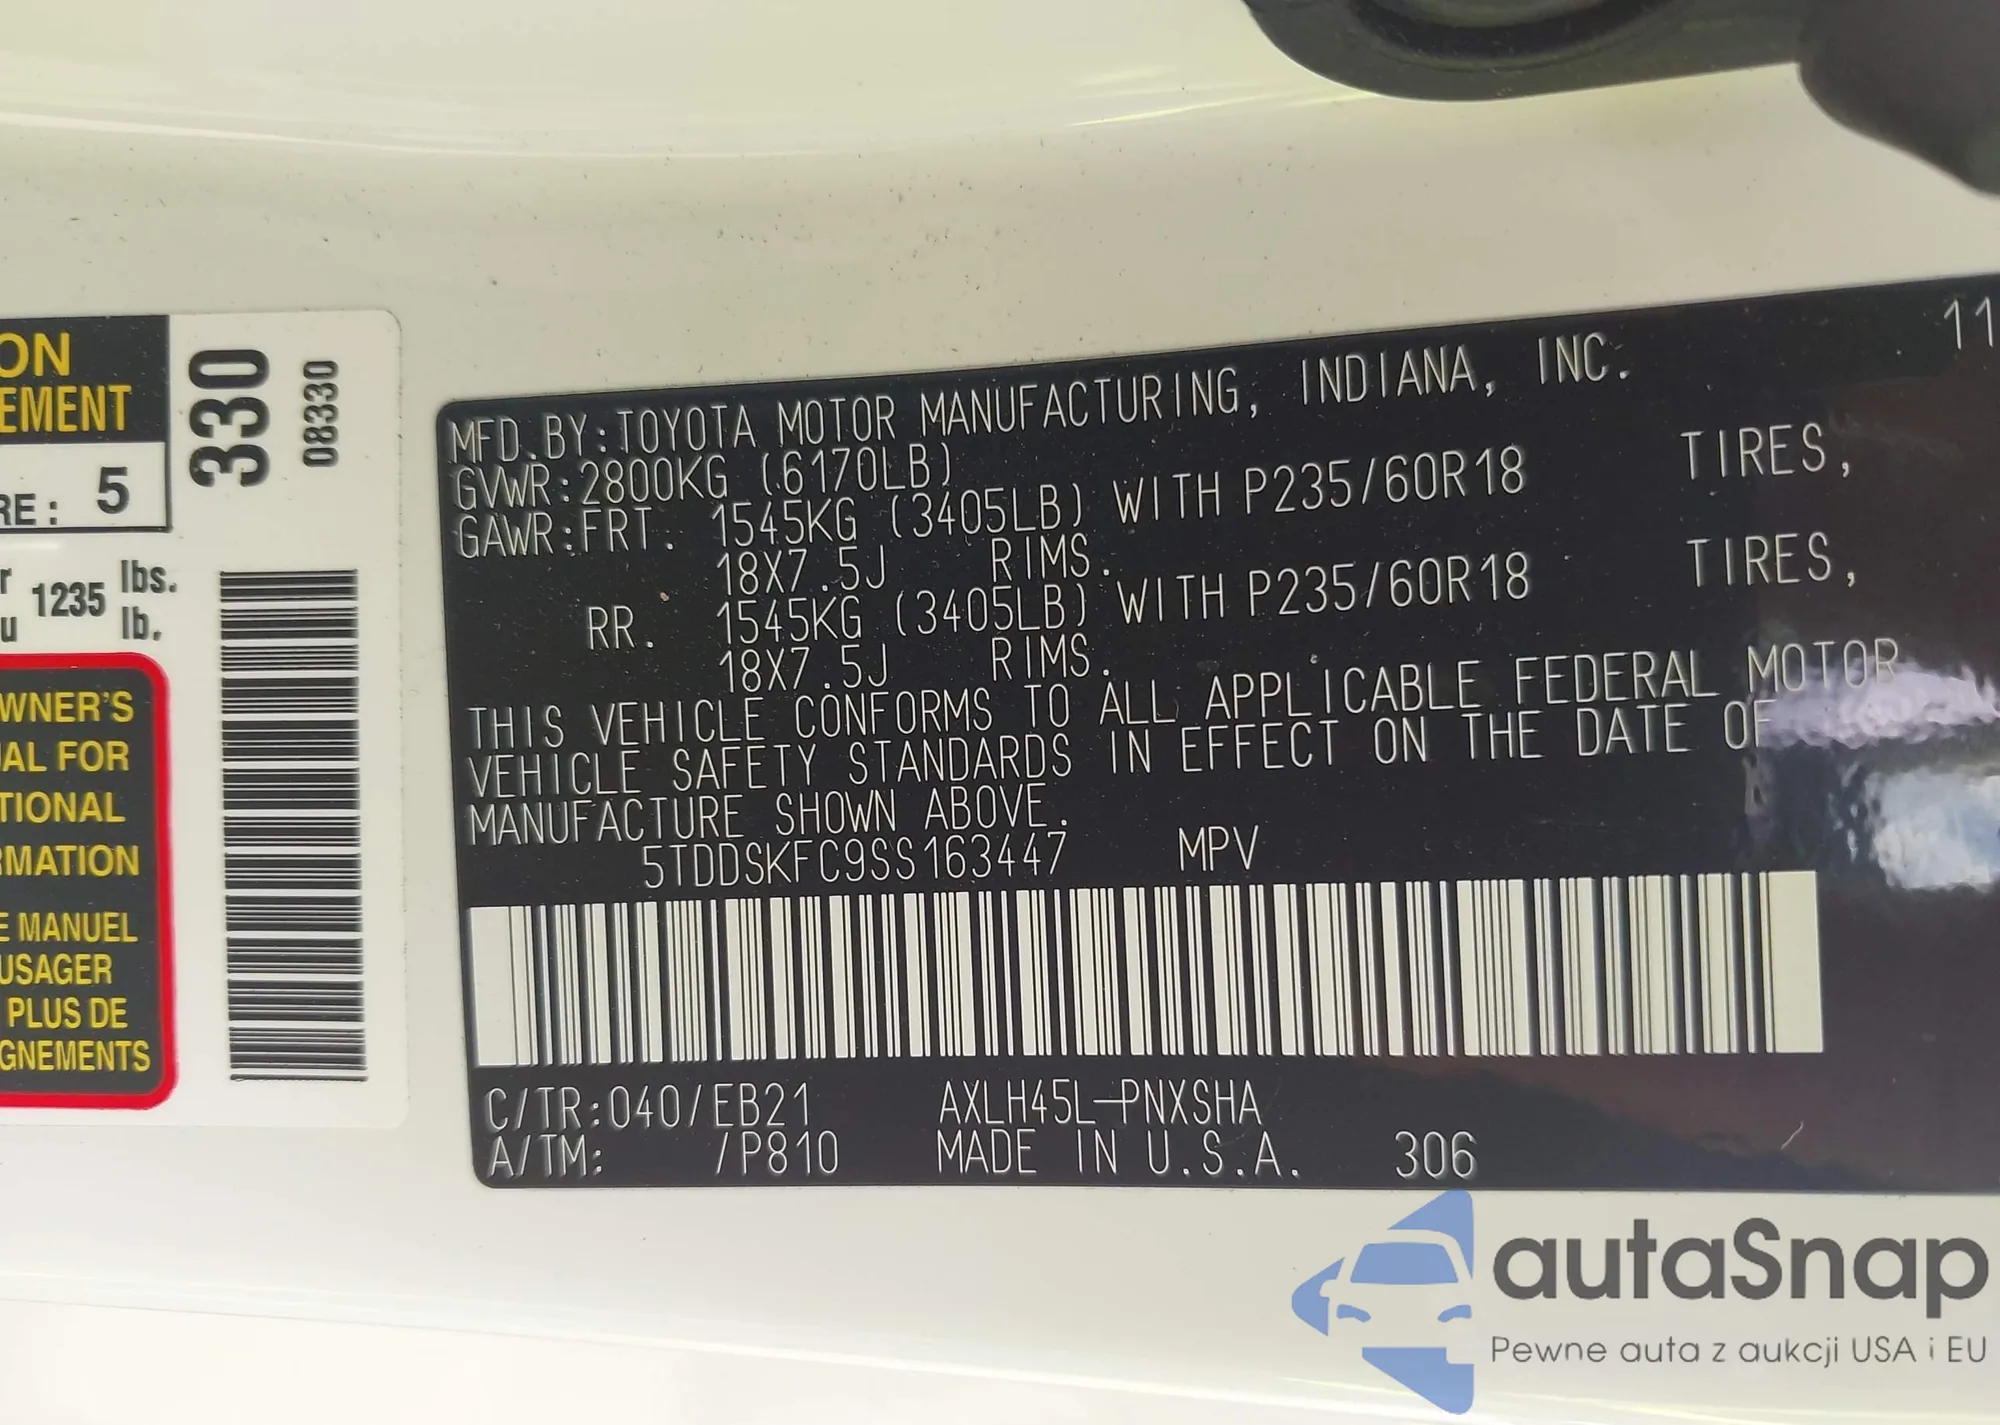 ON
EMENT
RE: 5
330
08330
r
u
1235
lbs.
lb.
WNER'S
AL FOR
TIONAL
RMATION
E MANUEL
USAGER
PLUS DE
GNEMENTS
11
MFD.BY:TOYOTA MOTOR MANUFACTURING, INDIANA, INC.
GVWR:2800KG (6170LB)
GAWR:FRT. 1545KG (3405LB) WITH P235/60R18 TIRES,
18X7.5J RIMS.
RR. 1545KG (3405LB) WITH P235/60R18 TIRES,
18X7.5J RIMS.
THIS VEHICLE CONFORMS TO ALL APPLICABLE FEDERAL MOTOR
VEHICLE SAFETY STANDARDS IN EFFECT ON THE DATE OF
MANUFACTURE SHOWN ABOVE.
5TDDSKFC9SS163447 MPV
C/TR:040/EB21 AXLH45L-PNXSHA
A/TM: /P810 MADE IN U.S.A. 306
autaSnap
Pewne auta z aukcji USA i EU